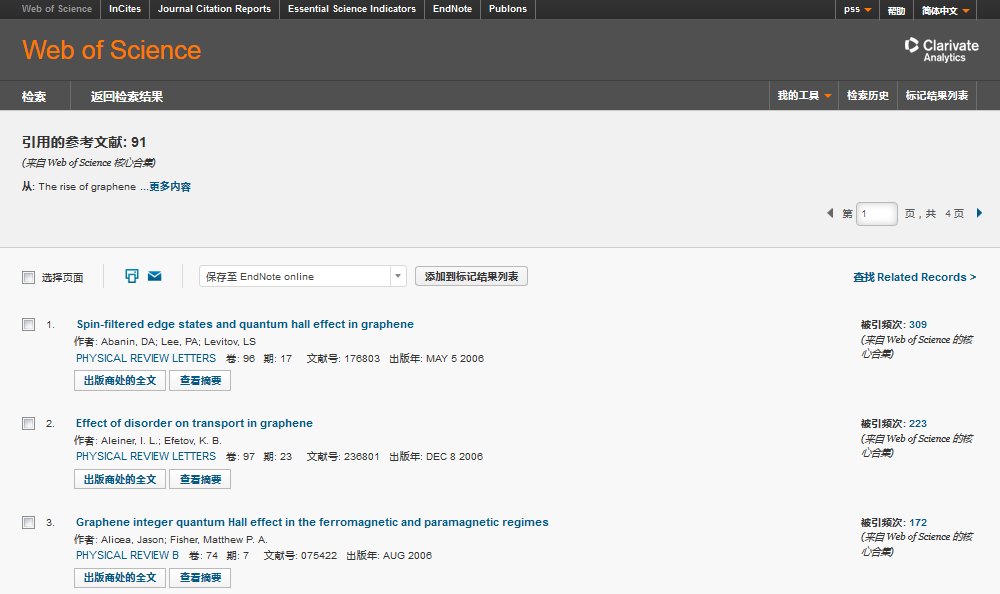 Web of Science InCites Journal Citation Reports Essential Science Indicators EndNote Publons pss 帮助 简体中文
Web of Science
Clarivate
Analytics
检索 返回检索结果 我的工具 检索历史 标记结果列表
引用的参考文献: 91
(来自 Web of Science 核心合集)
从: The rise of graphene ...更多内容
第 1 页 , 共 4 页
选择页面 保存至 EndNote online 添加到标记结果列表 查找 Related Records >
1. Spin-filtered edge states and quantum hall effect in graphene
作者: Abanin, DA; Lee, PA; Levitov, LS
PHYSICAL REVIEW LETTERS 卷: 96 期: 17 文献号: 176803 出版年: MAY 5 2006
出版商处的全文 查看摘要
被引频次: 309
(来自 Web of Science 的核
心合集)
2. Effect of disorder on transport in graphene
作者: Aleiner, I. L.; Efetov, K. B.
PHYSICAL REVIEW LETTERS 卷: 97 期: 23 文献号: 236801 出版年: DEC 8 2006
出版商处的全文 查看摘要
被引频次: 223
(来自 Web of Science 的核
心合集)
3. Graphene integer quantum Hall effect in the ferromagnetic and paramagnetic regimes
作者: Alicea, Jason; Fisher, Matthew P. A.
PHYSICAL REVIEW B 卷: 74 期: 7 文献号: 075422 出版年: AUG 2006
出版商处的全文 查看摘要
被引频次: 172
(来自 Web of Science 的核
心合集)